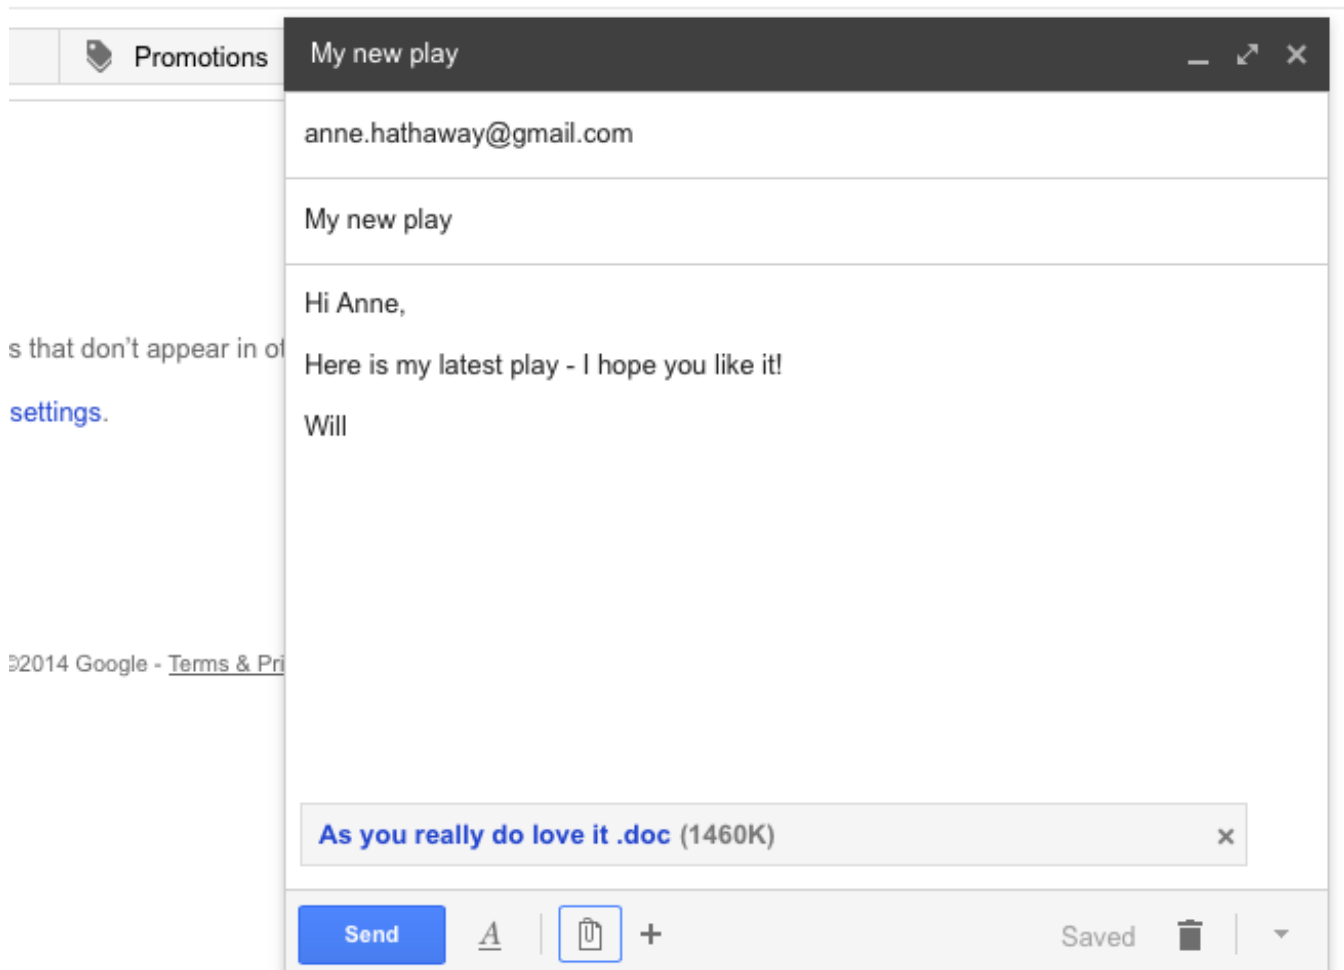 Promotions
My new play
anne.hathaway@gmail.com
My new play
Hi Anne,
s that don't appear in
Here is my latest play - I hope you like it!
settings.
Will
©2014 Google - Terms &
As you really do love it .doc (1460K)
Send A
Saved